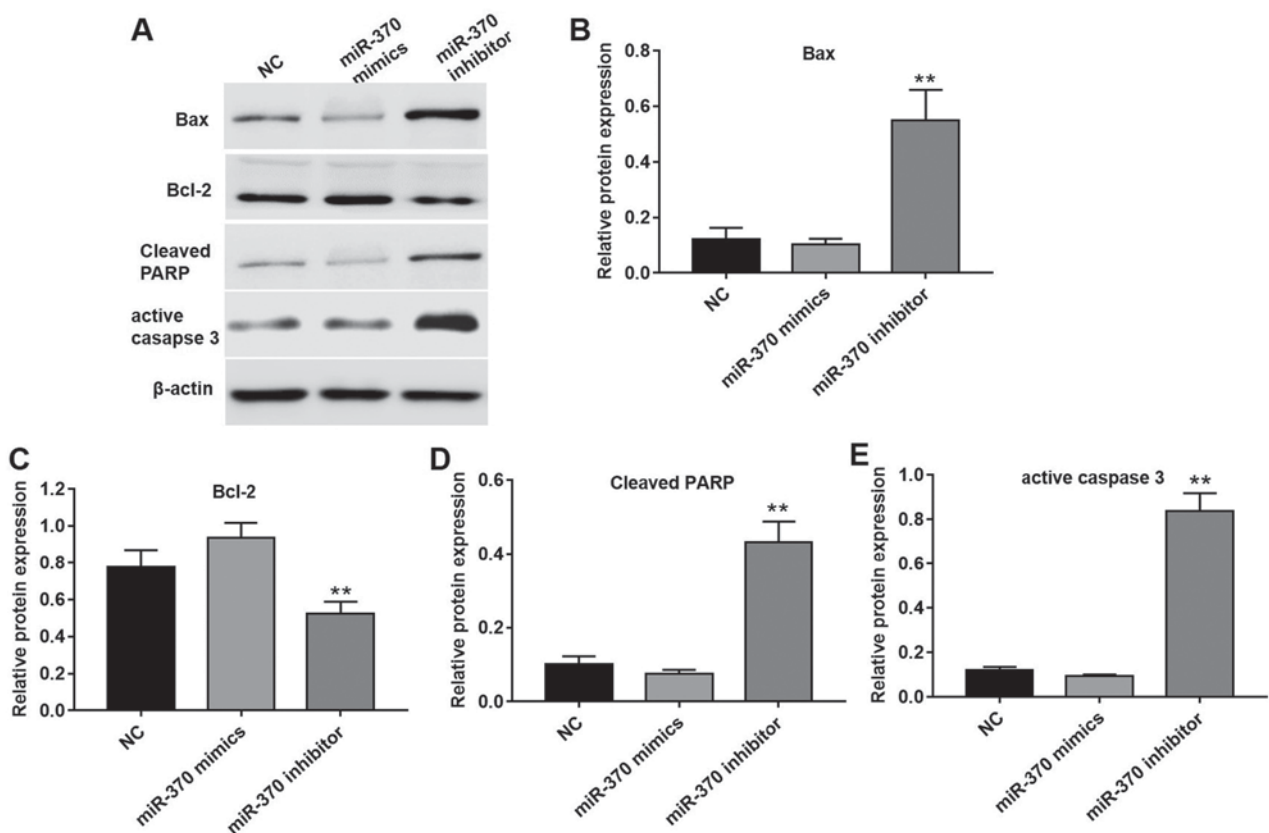 A
NC
miR-370
mimics
miR-370
inhibitor
Bax
Bcl-2
Cleaved
PARP
active
casapse 3
β-actin
B
Bax
Relative protein expression
0.8
0.6
0.4
0.2
0.0
**
NC
miR-370 mimics
miR-370 inhibitor
C
Bcl-2
Relative protein expression
1.2
1.0
0.8
0.6
0.4
0.2
0.0
**
NC
miR-370 mimics
miR-370 inhibitor
D
Cleaved PARP
Relative protein expression
0.6
0.4
0.2
0.0
**
NC
miR-370 mimics
miR-370 inhibitor
E
active caspase 3
Relative protein expression
1.0
0.8
0.6
0.4
0.2
0.0
**
NC
miR-370 mimics
miR-370 inhibitor